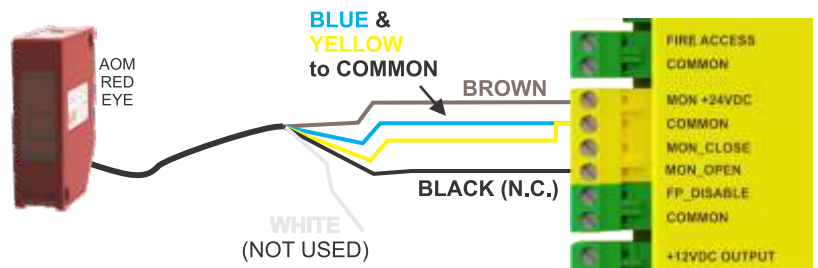 BLUE &
YELLOW
to COMMON
AOM
RED
EYE
BROWN
BLACK (N.C.)
WHITE
(NOT USED)
FIRE ACCESS
COMMON
MON +24VDC
COMMON
MON_CLOSE
MON_OPEN
FP_DISABLE
COMMON
+12VDC OUTPUT